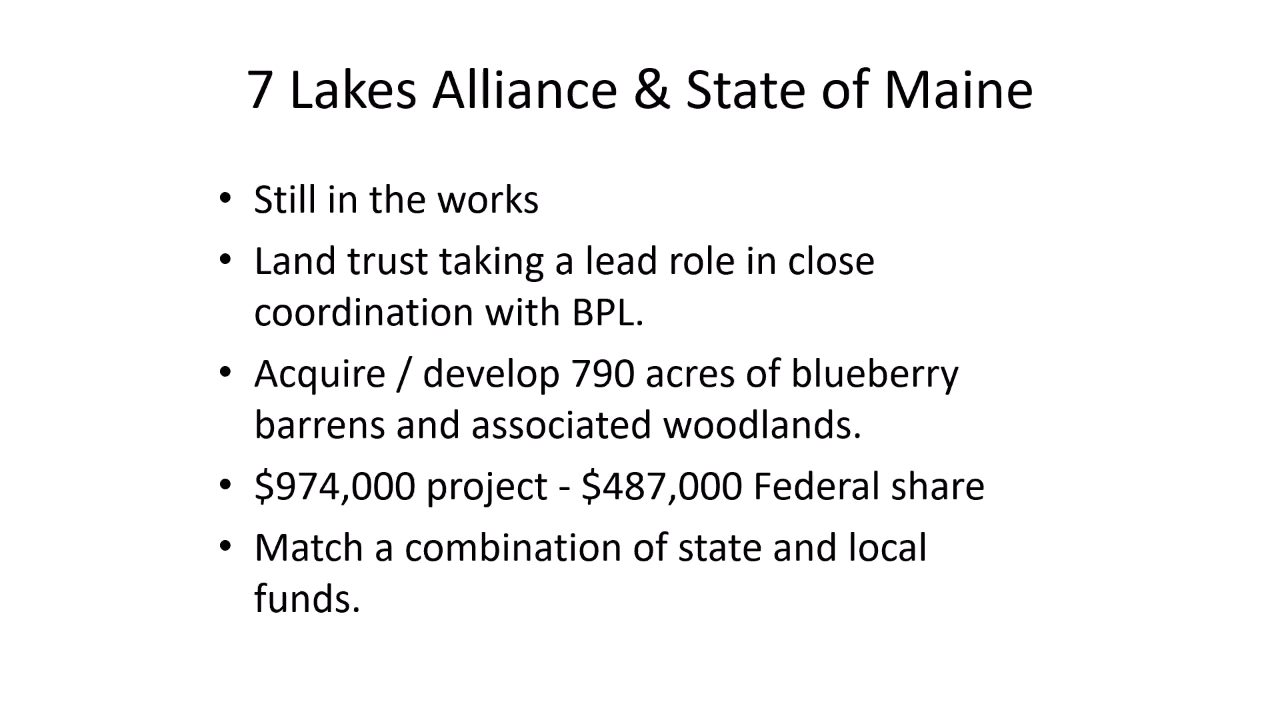 7 Lakes Alliance & State of Maine
• Still in the works
• Land trust taking a lead role in close
coordination with BPL.
• Acquire / develop 790 acres of blueberry
barrens and associated woodlands.
• $974,000 project - $487,000 Federal share
• Match a combination of state and local
funds.